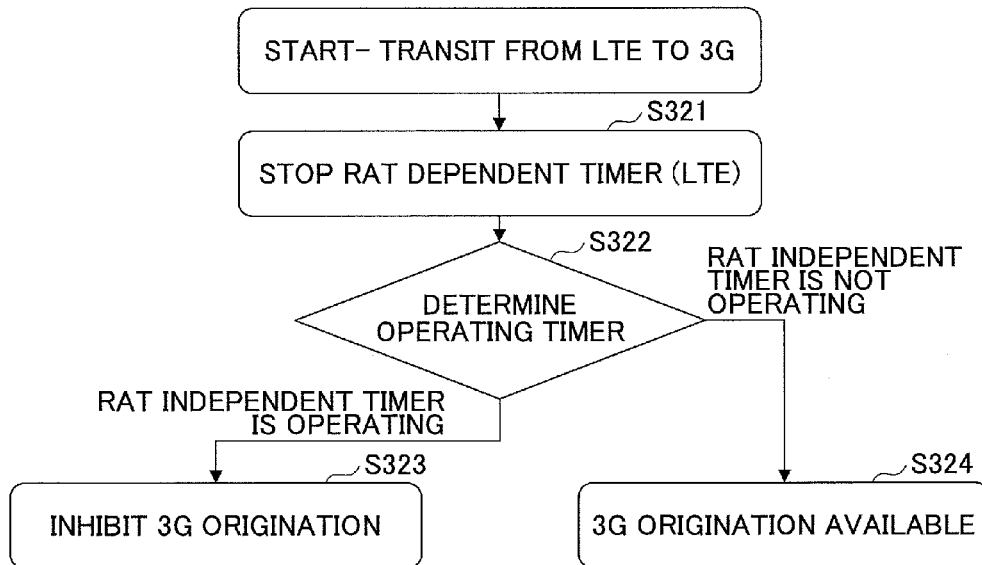 START- TRANSIT FROM LTE TO 3G
S321
STOP RAT DEPENDENT TIMER (LTE)
S322
DETERMINE
OPERATING TIMER
RAT INDEPENDENT
TIMER IS NOT
OPERATING
RAT INDEPENDENT TIMER
IS OPERATING
S323
INHIBIT 3G ORIGINATION
S324
3G ORIGINATION AVAILABLE